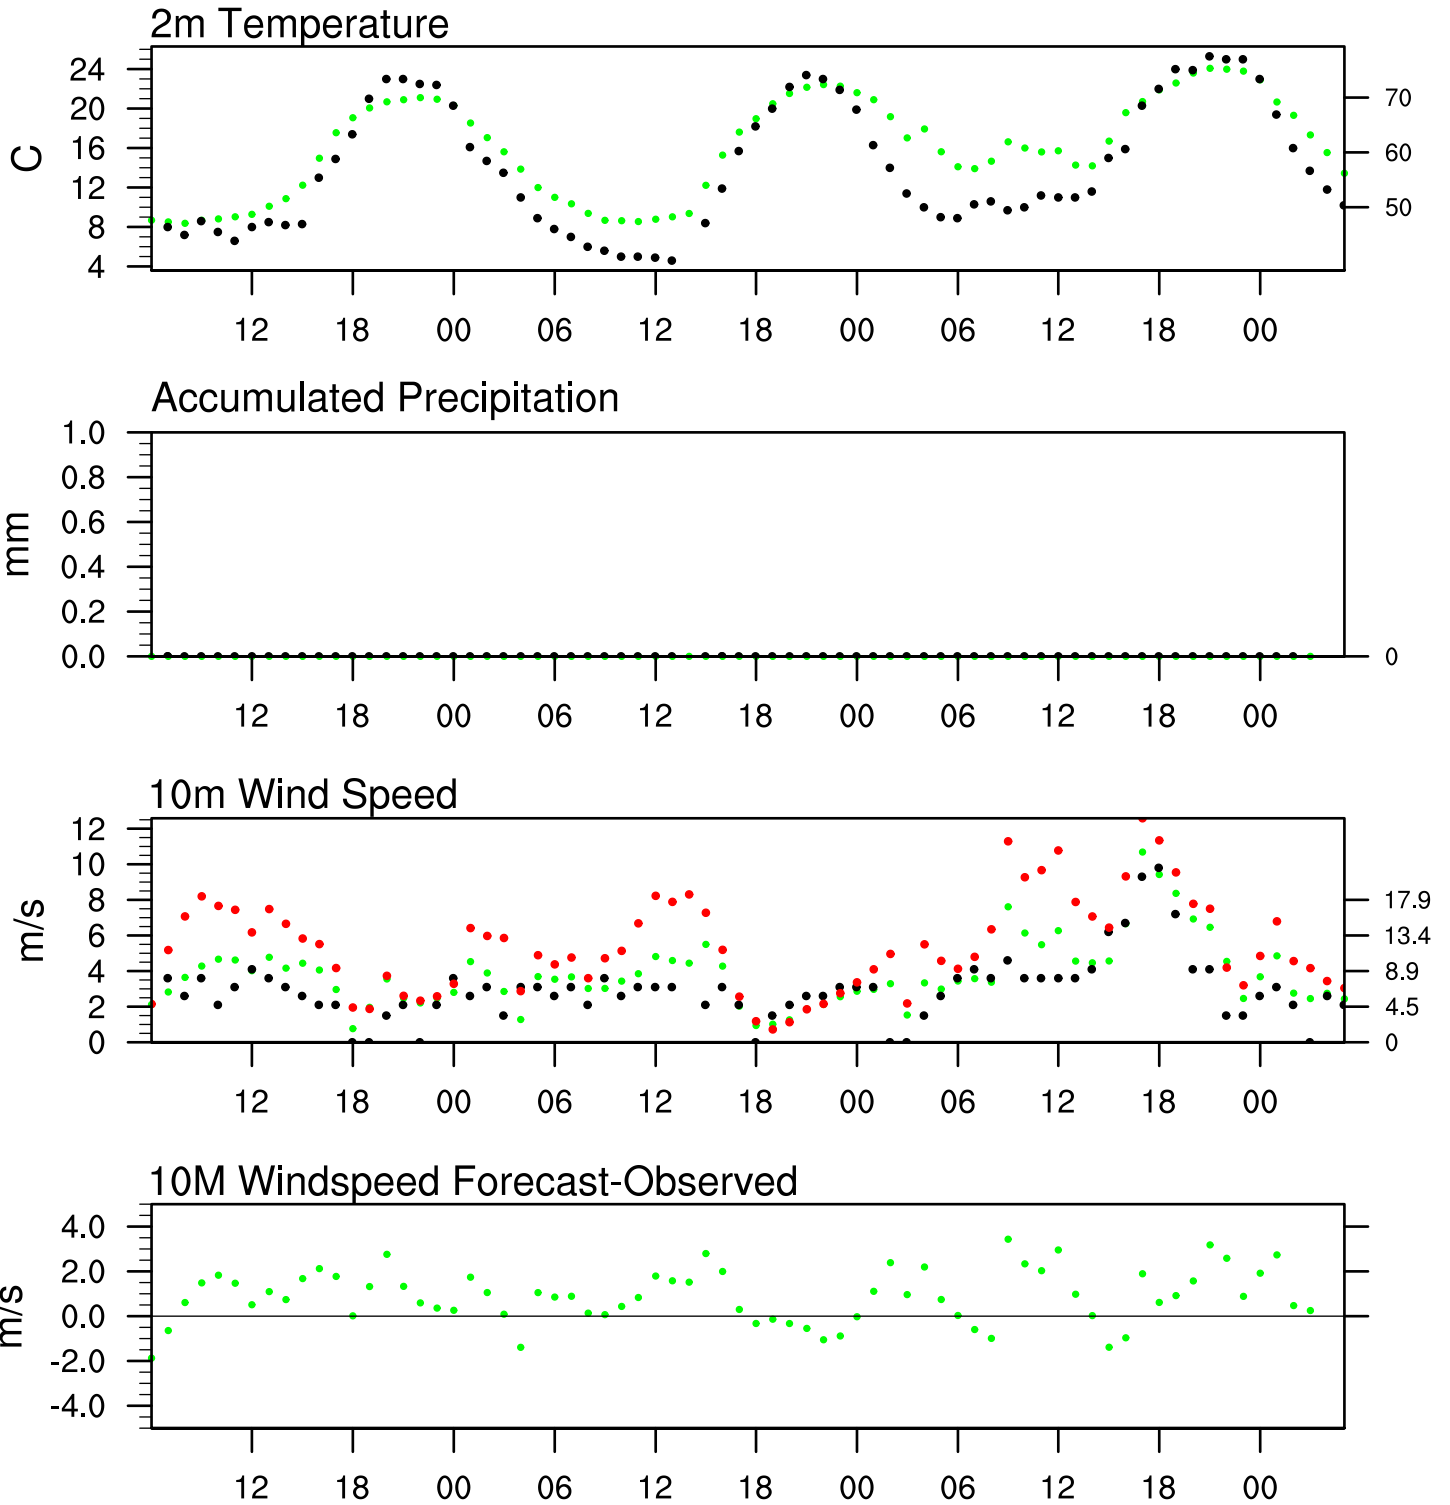 2m Temperature
24
20
16
12
8
4
C
70
60
50
12 18 00 06 12 18 00 06 12 18 00
Accumulated Precipitation
1.0
0.8
0.6
0.4
0.2
0.0
mm
0
12 18 00 06 12 18 00 06 12 18 00
10m Wind Speed
12
10
8
6
4
2
0
m/s
17.9
13.4
8.9
4.5
0
12 18 00 06 12 18 00 06 12 18 00
10M Windspeed Forecast-Observed
4.0
2.0
0.0
-2.0
-4.0
m/s
12 18 00 06 12 18 00 06 12 18 00